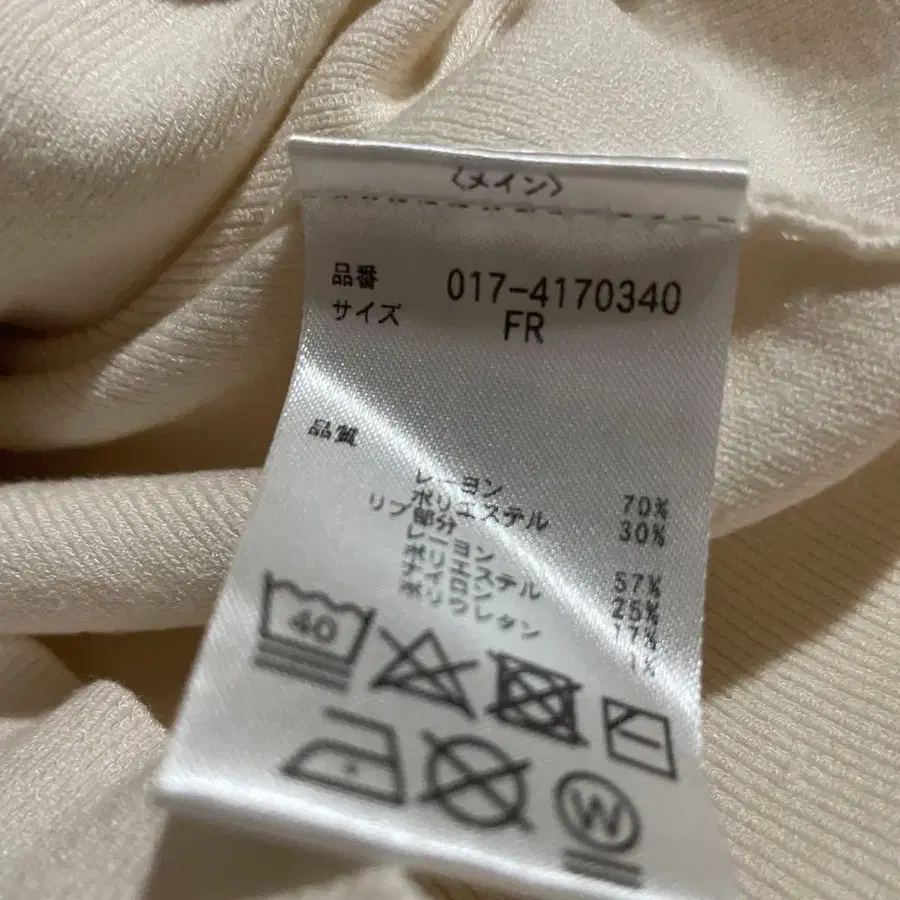 〈メイン〉
品番 017-4170340
サイズ FR
品質
レーヨン 70%
ポリエステル 30%
リブ部分
レーヨン 57%
ポリエステル 25%
ナイロン 17%
ポリウレタン 1%
40
W